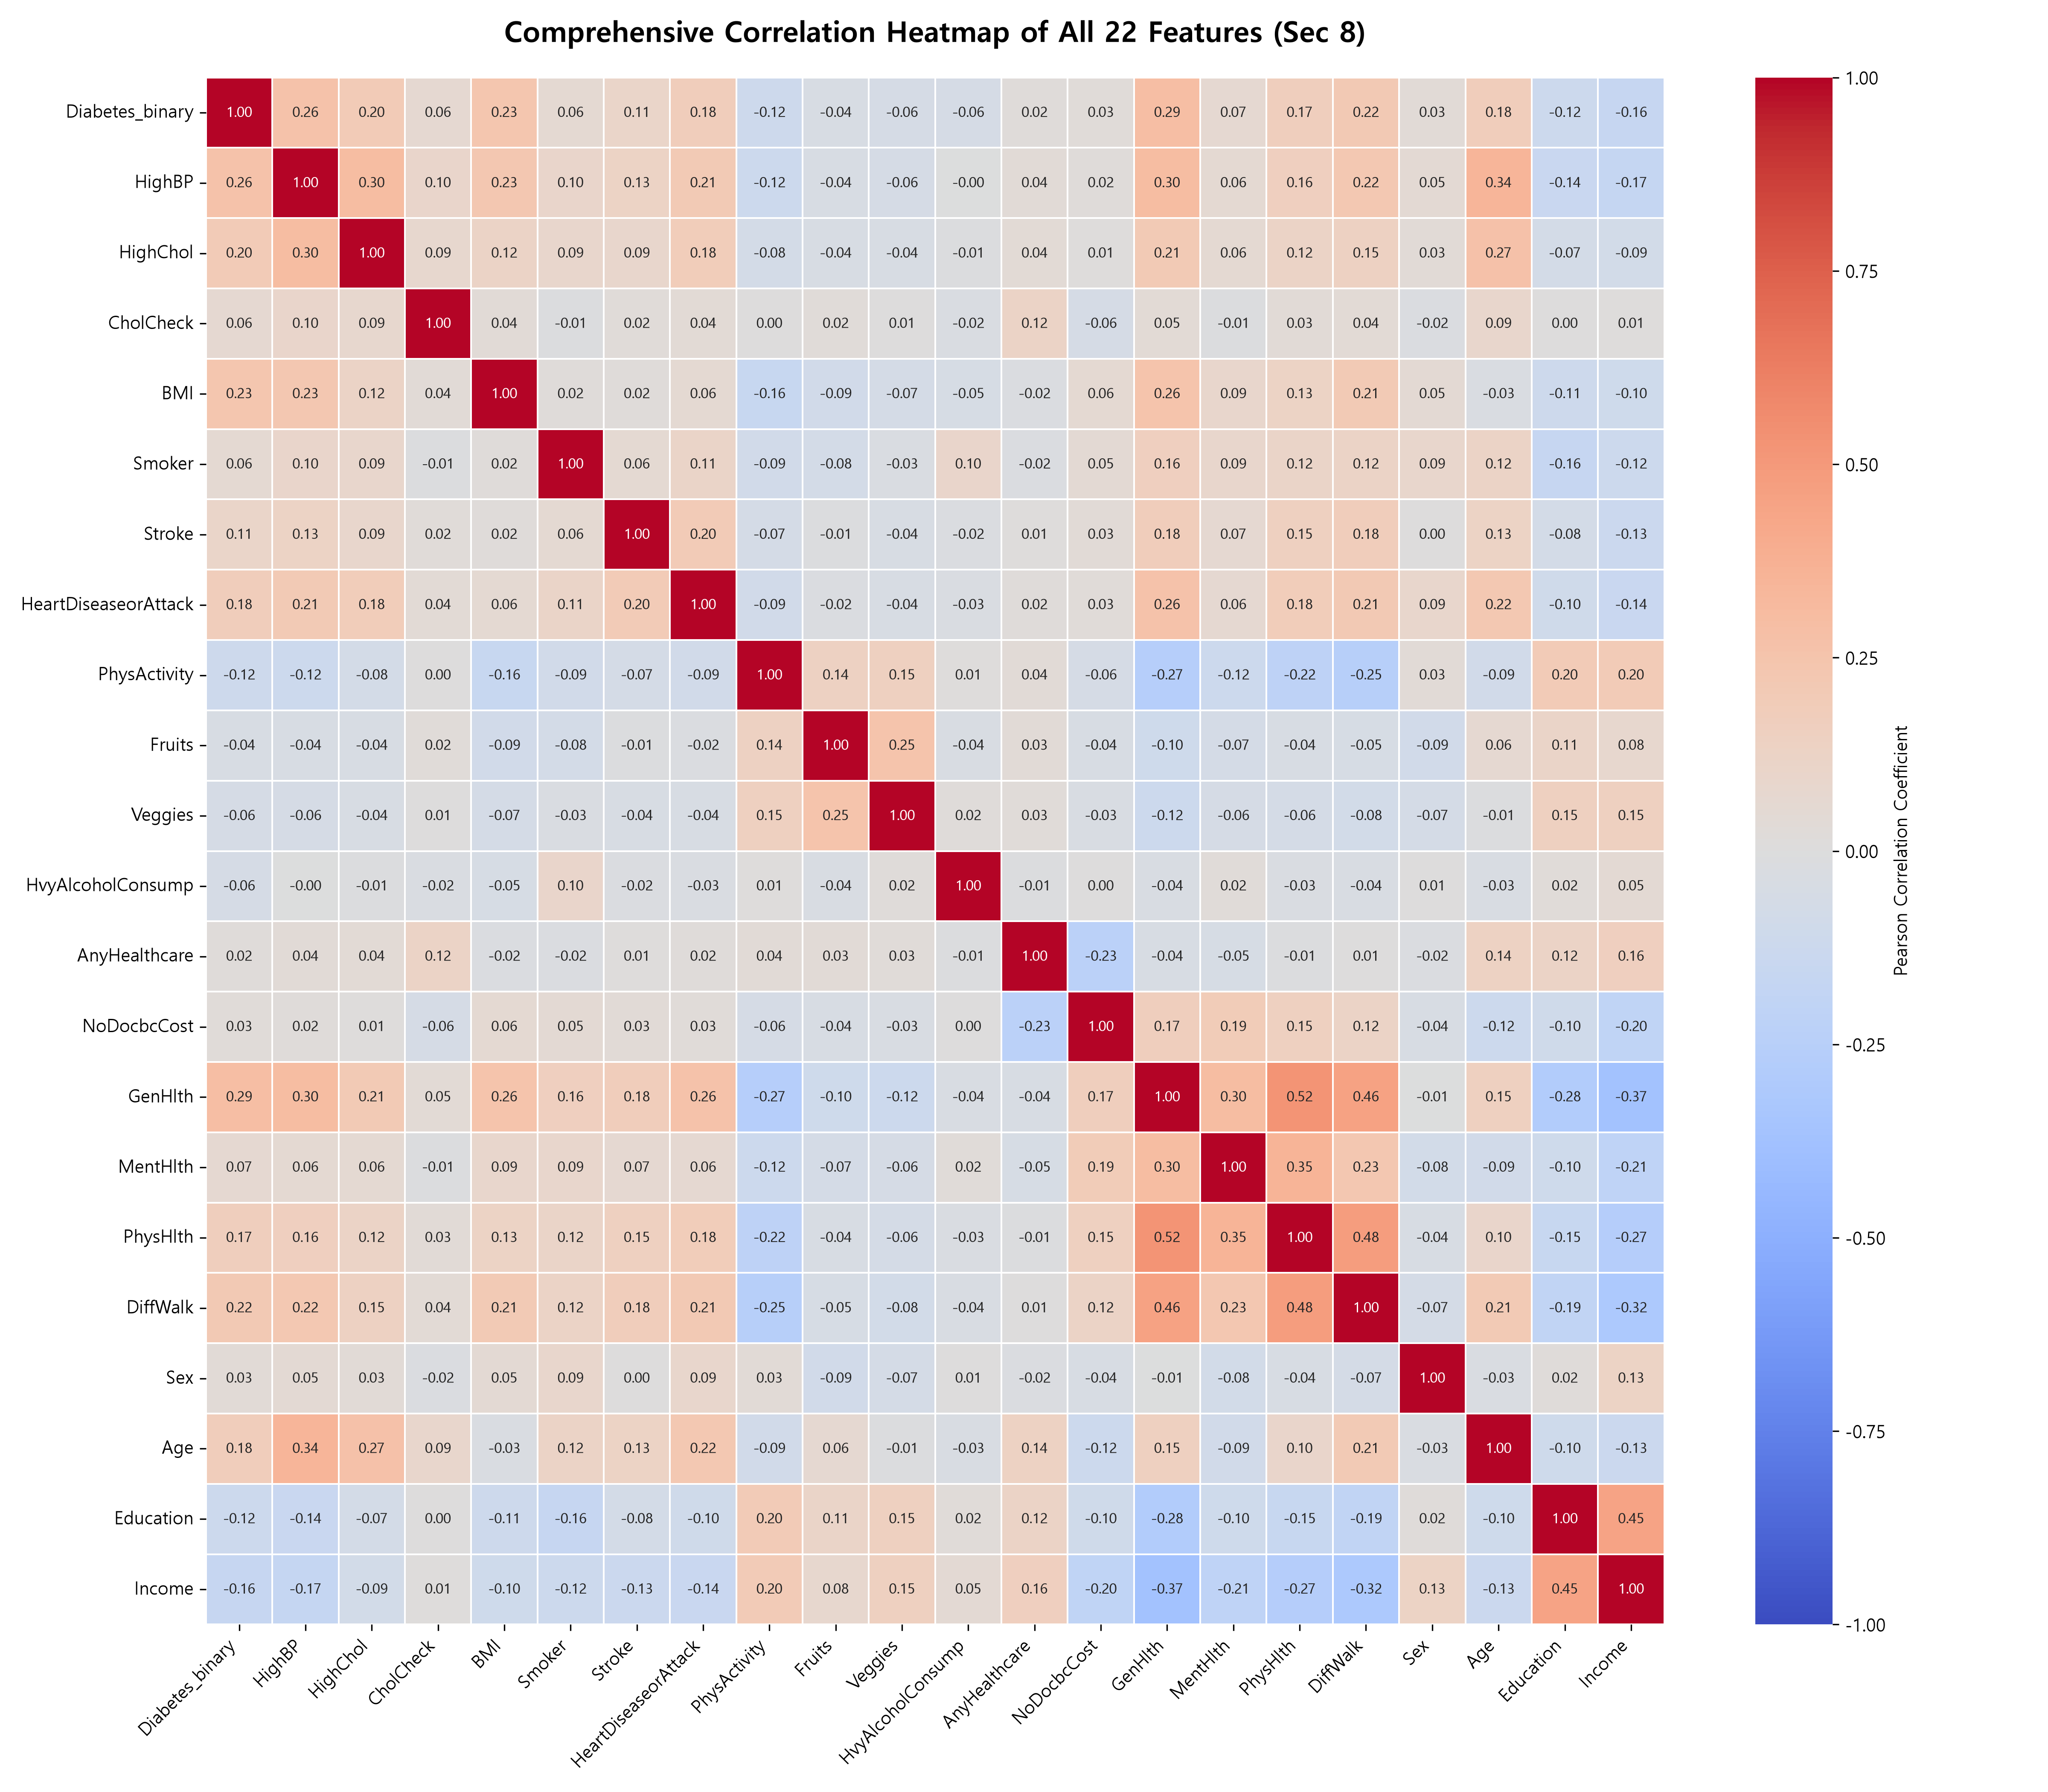 Comprehensive Correlation Heatmap of All 22 Features (Sec 8)
Diabetes_binary 1.00 0.26 0.20 0.06 0.23 0.06 0.11 0.18 -0.12 -0.04 -0.06 -0.06 0.02 0.03 0.29 0.07 0.17 0.22 0.03 0.18 -0.12 -0.16
HighBP 0.26 1.00 0.30 0.10 0.23 0.10 0.13 0.21 -0.12 -0.04 -0.06 -0.00 0.04 0.02 0.30 0.06 0.16 0.22 0.05 0.34 -0.14 -0.17
HighChol 0.20 0.30 1.00 0.09 0.12 0.09 0.09 0.18 -0.08 -0.04 -0.04 -0.01 0.04 0.01 0.21 0.06 0.12 0.15 0.03 0.27 -0.07 -0.09
CholCheck 0.06 0.10 0.09 1.00 0.04 -0.01 0.02 0.04 0.00 0.02 0.01 -0.02 0.12 -0.06 0.05 -0.01 0.03 0.04 -0.02 0.09 0.00 0.01
BMI 0.23 0.23 0.12 0.04 1.00 0.02 0.02 0.06 -0.16 -0.09 -0.07 -0.05 -0.02 0.06 0.26 0.09 0.13 0.21 0.05 -0.03 -0.11 -0.10
Smoker 0.06 0.10 0.09 -0.01 0.02 1.00 0.06 0.11 -0.09 -0.08 -0.03 0.10 -0.02 0.05 0.16 0.09 0.12 0.12 0.09 0.12 -0.16 -0.12
Stroke 0.11 0.13 0.09 0.02 0.02 0.06 1.00 0.20 -0.07 -0.01 -0.04 -0.02 0.01 0.03 0.18 0.07 0.15 0.18 0.00 0.13 -0.08 -0.13
HeartDiseaseorAttack 0.18 0.21 0.18 0.04 0.06 0.11 0.20 1.00 -0.09 -0.02 -0.04 -0.03 0.02 0.03 0.26 0.06 0.18 0.21 0.09 0.22 -0.10 -0.14
PhysActivity -0.12 -0.12 -0.08 0.00 -0.16 -0.09 -0.07 -0.09 1.00 0.14 0.15 0.01 0.04 -0.06 -0.27 -0.12 -0.22 -0.25 0.03 -0.09 0.20 0.20
Fruits -0.04 -0.04 -0.04 0.02 -0.09 -0.08 -0.01 -0.02 0.14 1.00 0.25 -0.04 0.03 -0.04 -0.10 -0.07 -0.04 -0.05 -0.09 0.06 0.11 0.08
Veggies -0.06 -0.06 -0.04 0.01 -0.07 -0.03 -0.04 -0.04 0.15 0.25 1.00 0.02 0.03 -0.03 -0.12 -0.06 -0.06 -0.08 -0.07 -0.01 0.15 0.15
HvyAlcoholConsump -0.06 -0.00 -0.01 -0.02 -0.05 0.10 -0.02 -0.03 0.01 -0.04 0.02 1.00 -0.01 0.00 -0.04 0.02 -0.03 -0.04 0.01 -0.03 0.02 0.05
AnyHealthcare 0.02 0.04 0.04 0.12 -0.02 -0.02 0.01 0.02 0.04 0.03 0.03 -0.01 1.00 -0.23 -0.04 -0.05 -0.01 0.01 -0.02 0.14 0.12 0.16
NoDocbcCost 0.03 0.02 0.01 -0.06 0.06 0.05 0.03 0.03 -0.06 -0.04 -0.03 0.00 -0.23 1.00 0.17 0.19 0.15 0.12 -0.04 -0.12 -0.10 -0.20
GenHlth 0.29 0.30 0.21 0.05 0.26 0.16 0.18 0.26 -0.27 -0.10 -0.12 -0.04 -0.04 0.17 1.00 0.30 0.52 0.46 -0.01 0.15 -0.28 -0.37
MentHlth 0.07 0.06 0.06 -0.01 0.09 0.09 0.07 0.06 -0.12 -0.07 -0.06 0.02 -0.05 0.19 0.30 1.00 0.35 0.23 -0.08 -0.09 -0.10 -0.21
PhysHlth 0.17 0.16 0.12 0.03 0.13 0.12 0.15 0.18 -0.22 -0.04 -0.06 -0.03 -0.01 0.15 0.52 0.35 1.00 0.48 -0.04 0.10 -0.15 -0.27
DiffWalk 0.22 0.22 0.15 0.04 0.21 0.12 0.18 0.21 -0.25 -0.05 -0.08 -0.04 0.01 0.12 0.46 0.23 0.48 1.00 -0.07 0.21 -0.19 -0.32
Sex 0.03 0.05 0.03 -0.02 0.05 0.09 0.00 0.09 0.03 -0.09 -0.07 0.01 -0.02 -0.04 -0.01 -0.08 -0.04 -0.07 1.00 -0.03 0.02 0.13
Age 0.18 0.34 0.27 0.09 -0.03 0.12 0.13 0.22 -0.09 0.06 -0.01 -0.03 0.14 -0.12 0.15 -0.09 0.10 0.21 -0.03 1.00 -0.10 -0.13
Education -0.12 -0.14 -0.07 0.00 -0.11 -0.16 -0.08 -0.10 0.20 0.11 0.15 0.02 0.12 -0.10 -0.28 -0.10 -0.15 -0.19 0.02 -0.10 1.00 0.45
Income -0.16 -0.17 -0.09 0.01 -0.10 -0.12 -0.13 -0.14 0.20 0.08 0.15 0.05 0.16 -0.20 -0.37 -0.21 -0.27 -0.32 0.13 -0.13 0.45 1.00
Diabetes_binary HighBP HighChol CholCheck BMI Smoker Stroke HeartDiseaseorAttack PhysActivity Fruits Veggies HvyAlcoholConsump AnyHealthcare NoDocbcCost GenHlth MentHlth PhysHlth DiffWalk Sex Age Education Income
1.00
0.75
0.50
0.25
0.00
-0.25
-0.50
-0.75
-1.00
Pearson Correlation Coefficient